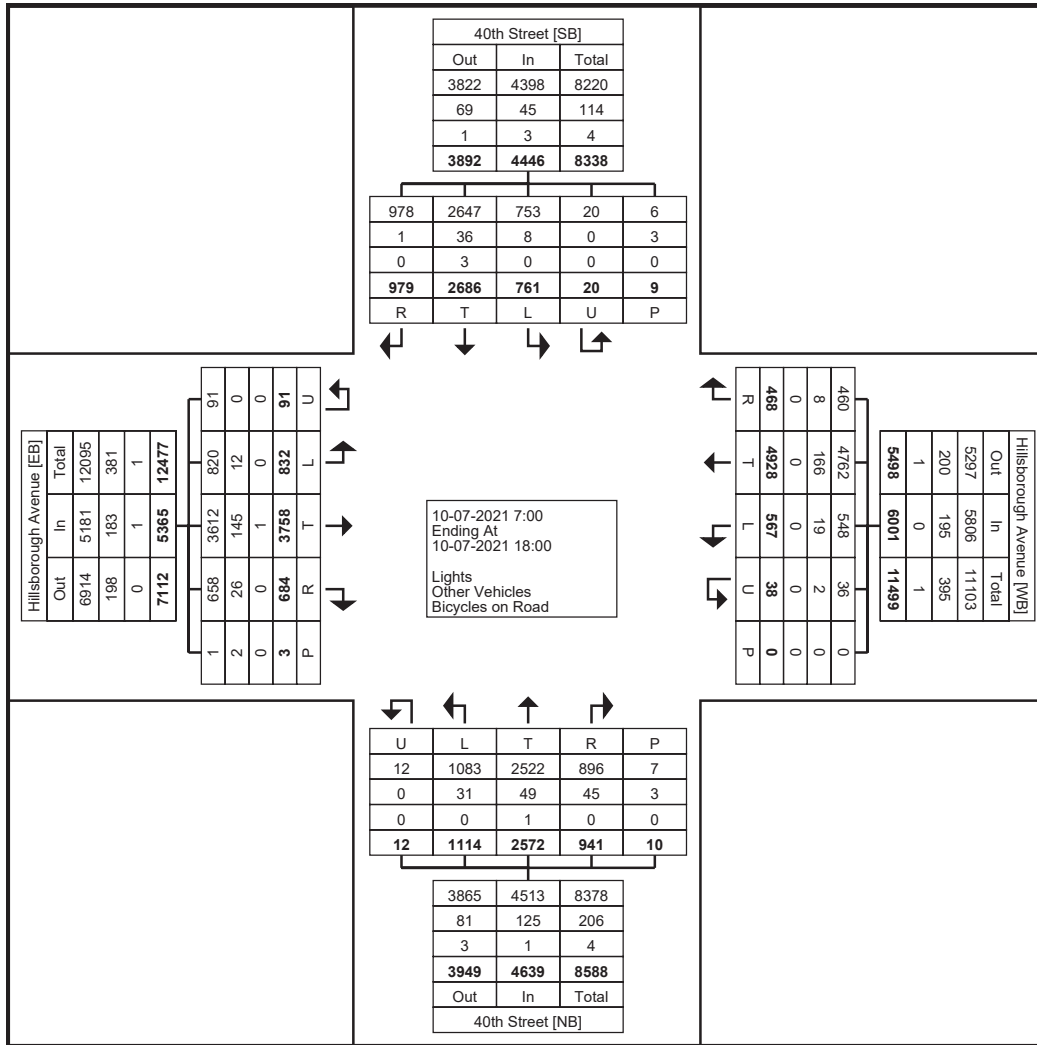 40th Street [SB]
Out In Total
3822 4398 8220
69 45 114
1 3 4
3892 4446 8338
978 2647 753 20 6
1 36 8 0 3
0 3 0 0 0
979 2686 761 20 9
R T L U P
Hillsborough Avenue [EB]
Total In Out
12095 5181 6914
381 183 198
1 1 0
12477 5365 7112
91 820 3612 658 1
0 12 145 26 2
0 0 1 0 0
91 832 3758 684 3
U L T R P
10-07-2021 7:00
Ending At
10-07-2021 18:00
Lights
Other Vehicles
Bicycles on Road
R T L U P
468 4928 567 38 0
0 0 0 0 0
8 166 19 2 0
460 4762 548 36 0
Hillsborough Avenue [WB]
Out In Total
5297 5806 11103
200 195 395
1 0 1
5498 6001 11499
U L T R P
12 1083 2522 896 7
0 31 49 45 3
0 0 1 0 0
12 1114 2572 941 10
3865 4513 8378
81 125 206
3 1 4
3949 4639 8588
Out In Total
40th Street [NB]